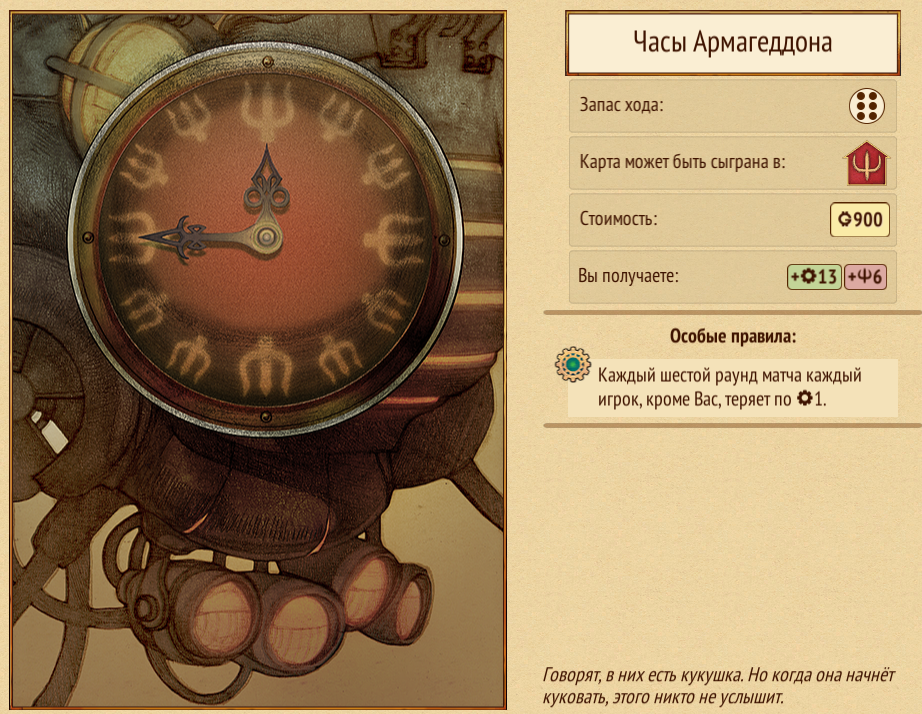 Часы Армагеддона
Запас хода:
Карта может быть сыграна в:
Стоимость:
900
Вы получаете:
+13 +6
Особые правила:
Каждый шестой раунд матча каждый
игрок, кроме Вас, теряет по 1.
Говорят, в них есть кукушка. Но когда она начнёт
куковать, этого никто не услышит.